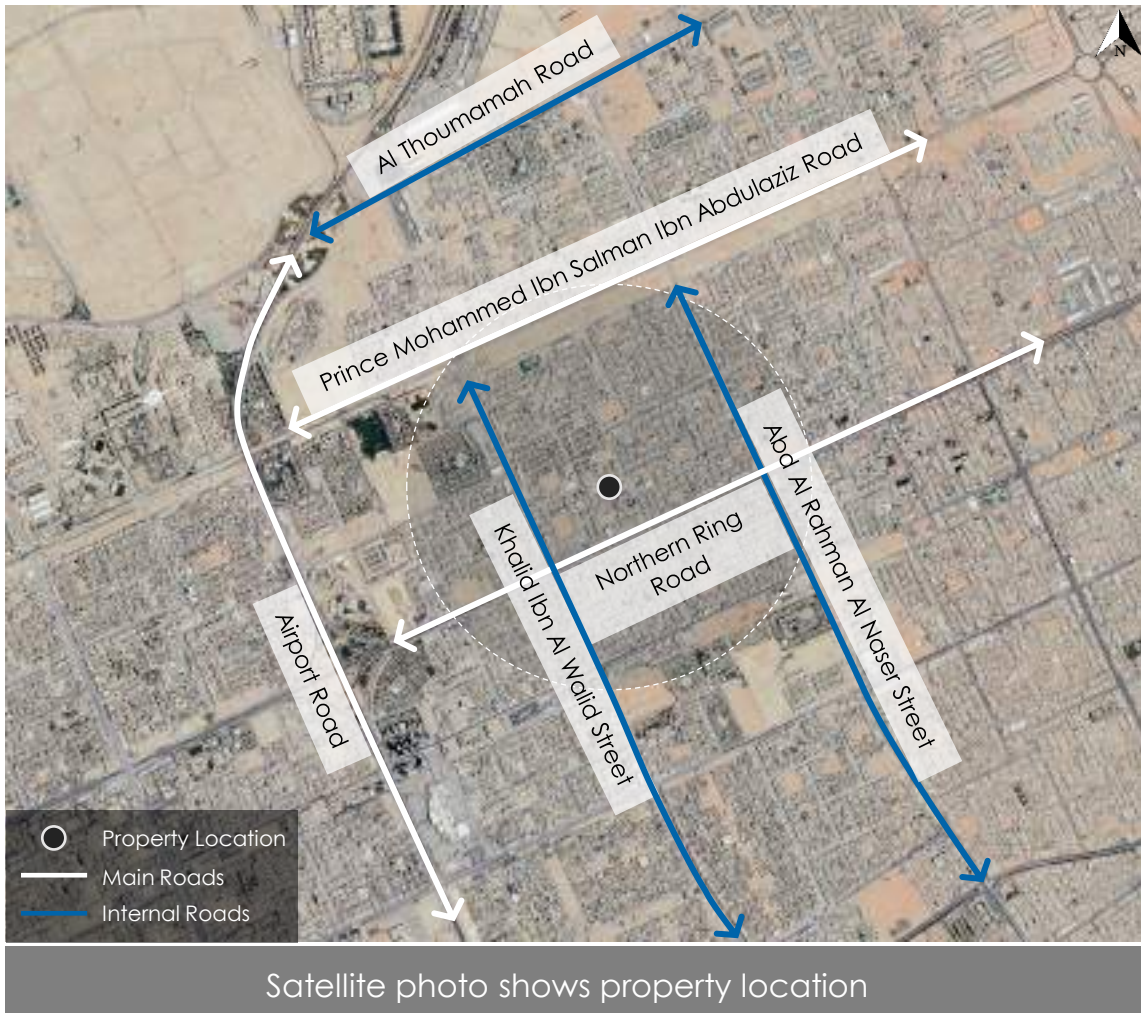 N
Al Thoumamah Road
Prince Mohammed Ibn Salman Ibn Abdulaziz Road
Abd Al Rahman Al Naser Street
Northern Ring
Road
Khalid Ibn Al Walid Street
Airport Road
Property Location
Main Roads
Internal Roads
Satellite photo shows property location